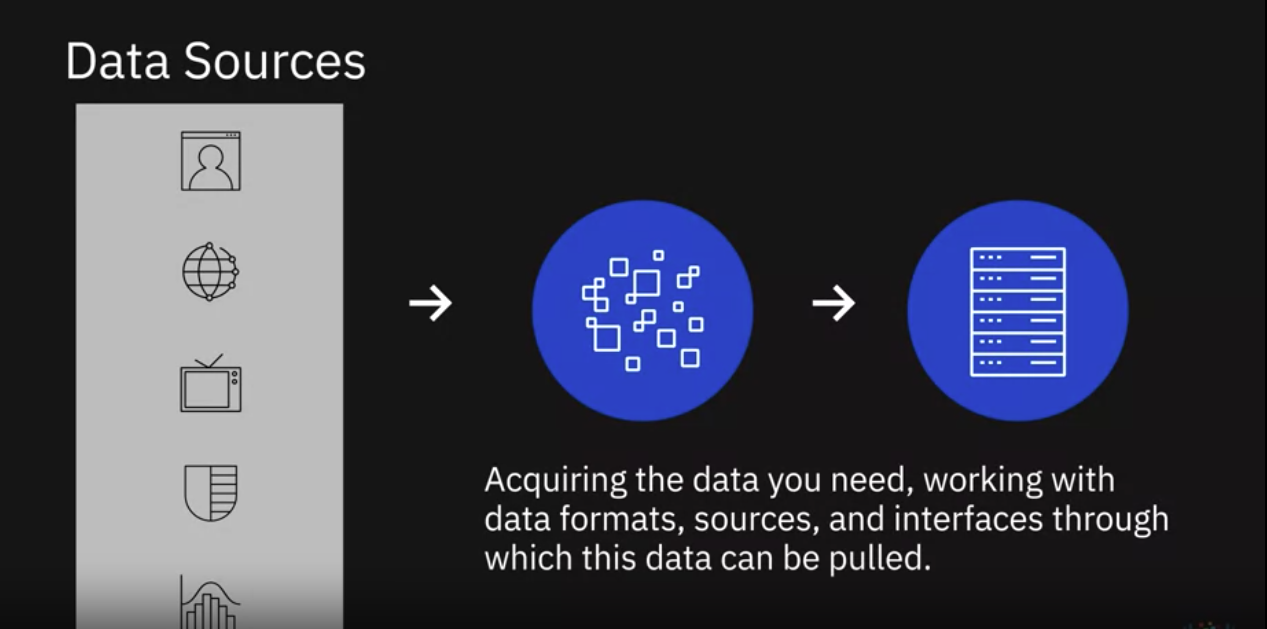 Data Sources
Acquiring the data you need, working with
data formats, sources, and interfaces through
which this data can be pulled.